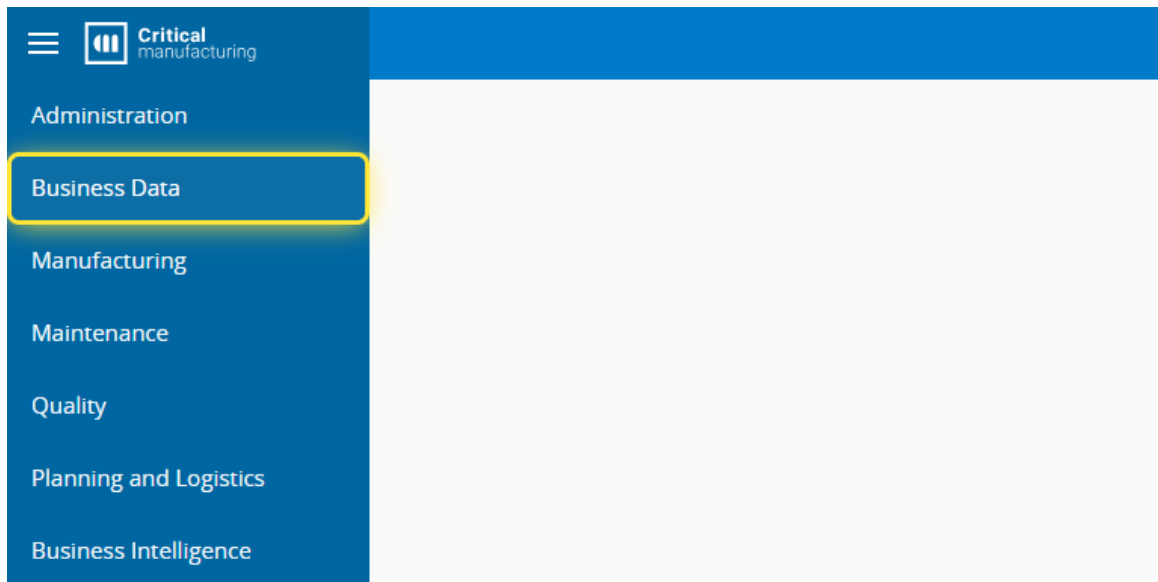 Critical
manufacturing
Administration
Business Data
Manufacturing
Maintenance
Quality
Planning and Logistics
Business Intelligence